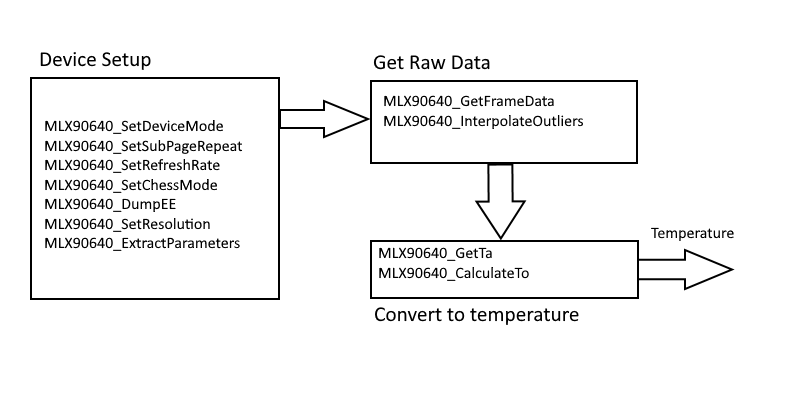 Device Setup
MLX90640_SetDeviceMode
MLX90640_SetSubPageRepeat
MLX90640_SetRefreshRate
MLX90640_SetChessMode
MLX90640_DumpEE
MLX90640_SetResolution
MLX90640_ExtractParameters
Get Raw Data
MLX90640_GetFrameData
MLX90640_InterpolateOutliers
MLX90640_GetTa
MLX90640_CalculateTo
Convert to temperature
Temperature